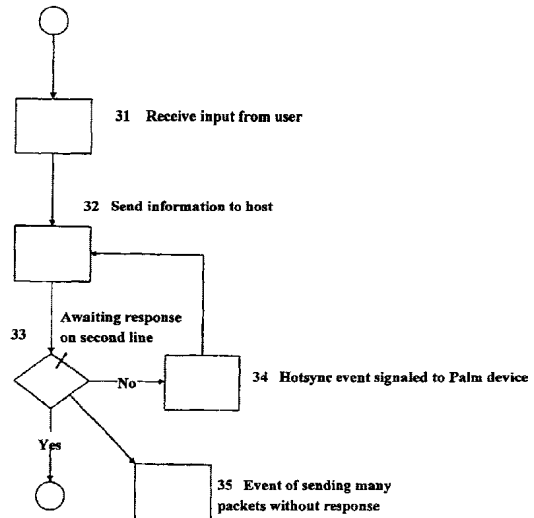 31 Receive input from user
32 Send information to host
Awaiting response
33 on second line
No
34 Hotsync event signaled to Palm device
Yes
35 Event of sending many
packets without response